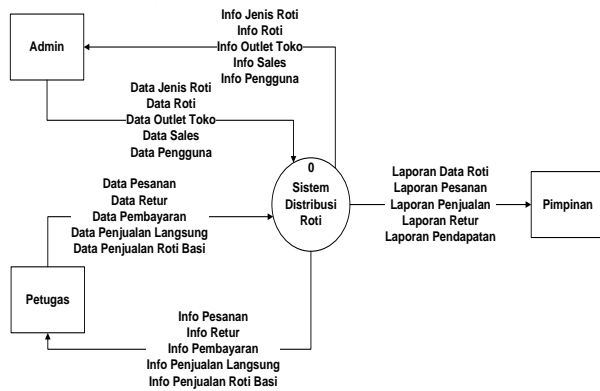 Info Jenis Roti
Info Roti
Info Outlet Toko
Info Sales
Info Pengguna
Admin
Data Jenis Roti
Data Roti
Data Outlet Toko
Data Sales
Data Pengguna
0
Sistem
Distribusi
Roti
Laporan Data Roti
Laporan Pesanan
Laporan Penjualan
Laporan Retur
Laporan Pendapatan
Pimpinan
Data Pesanan
Data Retur
Data Pembayaran
Data Penjualan Langsung
Data Penjualan Roti Basi
Petugas
Info Pesanan
Info Retur
Info Pembayaran
Info Penjualan Langsung
Info Penjualan Roti Basi